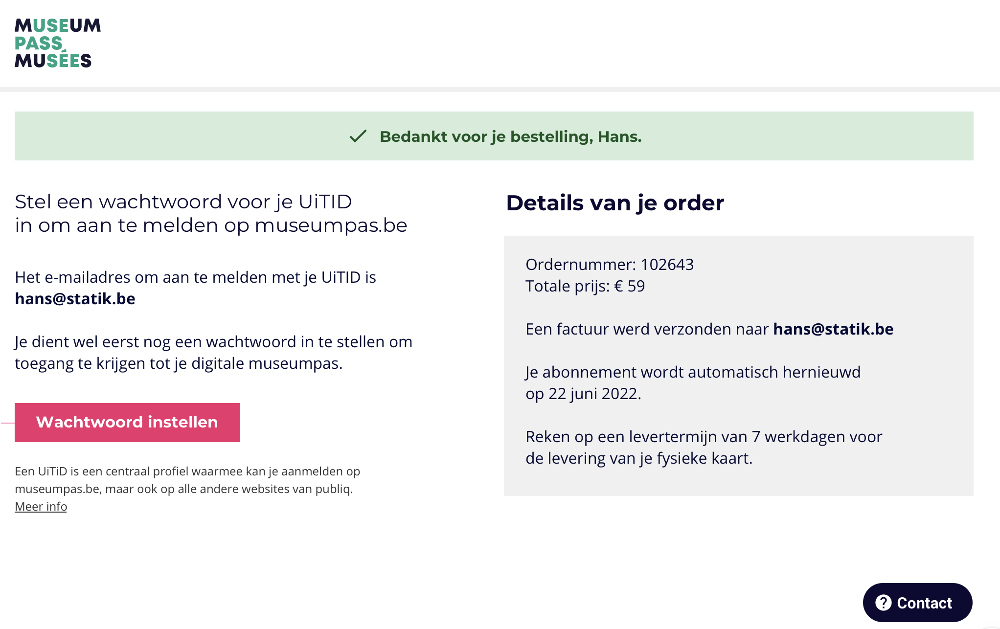 MUSEUM
PASS
MUSÉES
Bedankt voor je bestelling, Hans.
Stel een wachtwoord voor je UiTID
in om aan te melden op museumpas.be
Het e-mailadres om aan te melden met je UiTID is
hans@statik.be
Je dient wel eerst nog een wachtwoord in te stellen om
toegang te krijgen tot je digitale museumpas.
Wachtwoord instellen
Een UiTiD is een centraal profiel waarmee kan je aanmelden op
museumpas.be, maar ook op alle andere websites van publiq.
Meer info
Details van je order
Ordernummer: 102643
Totale prijs: € 59
Een factuur werd verzonden naar hans@statik.be
Je abonnement wordt automatisch hernieuwd
op 22 juni 2022.
Reken op een levertermijn van 7 werkdagen voor
de levering van je fysieke kaart.
Contact